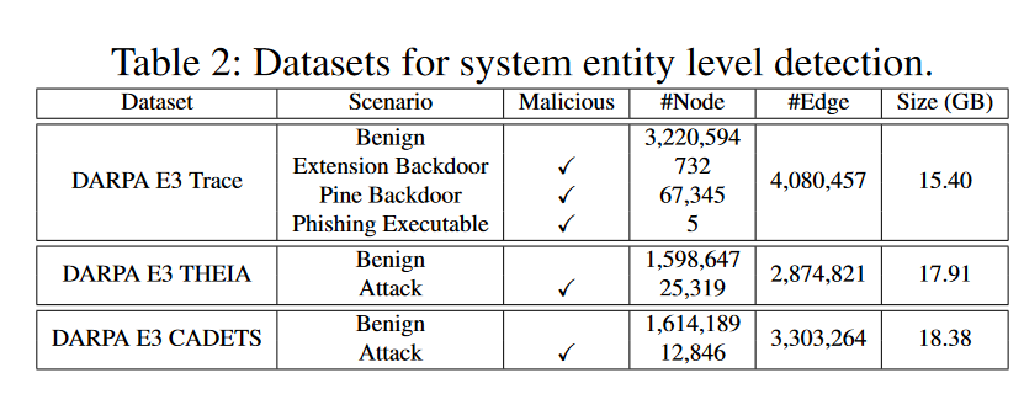 Table 2: Datasets for system entity level detection.
Dataset Scenario Malicious #Node #Edge Size (GB)
DARPA E3 Trace Benign 3,220,594 4,080,457 15.40
Extension Backdoor ✓ 732
Pine Backdoor ✓ 67,345
Phishing Executable ✓ 5
DARPA E3 THEIA Benign 1,598,647 2,874,821 17.91
Attack ✓ 25,319
DARPA E3 CADETS Benign 1,614,189 3,303,264 18.38
Attack ✓ 12,846